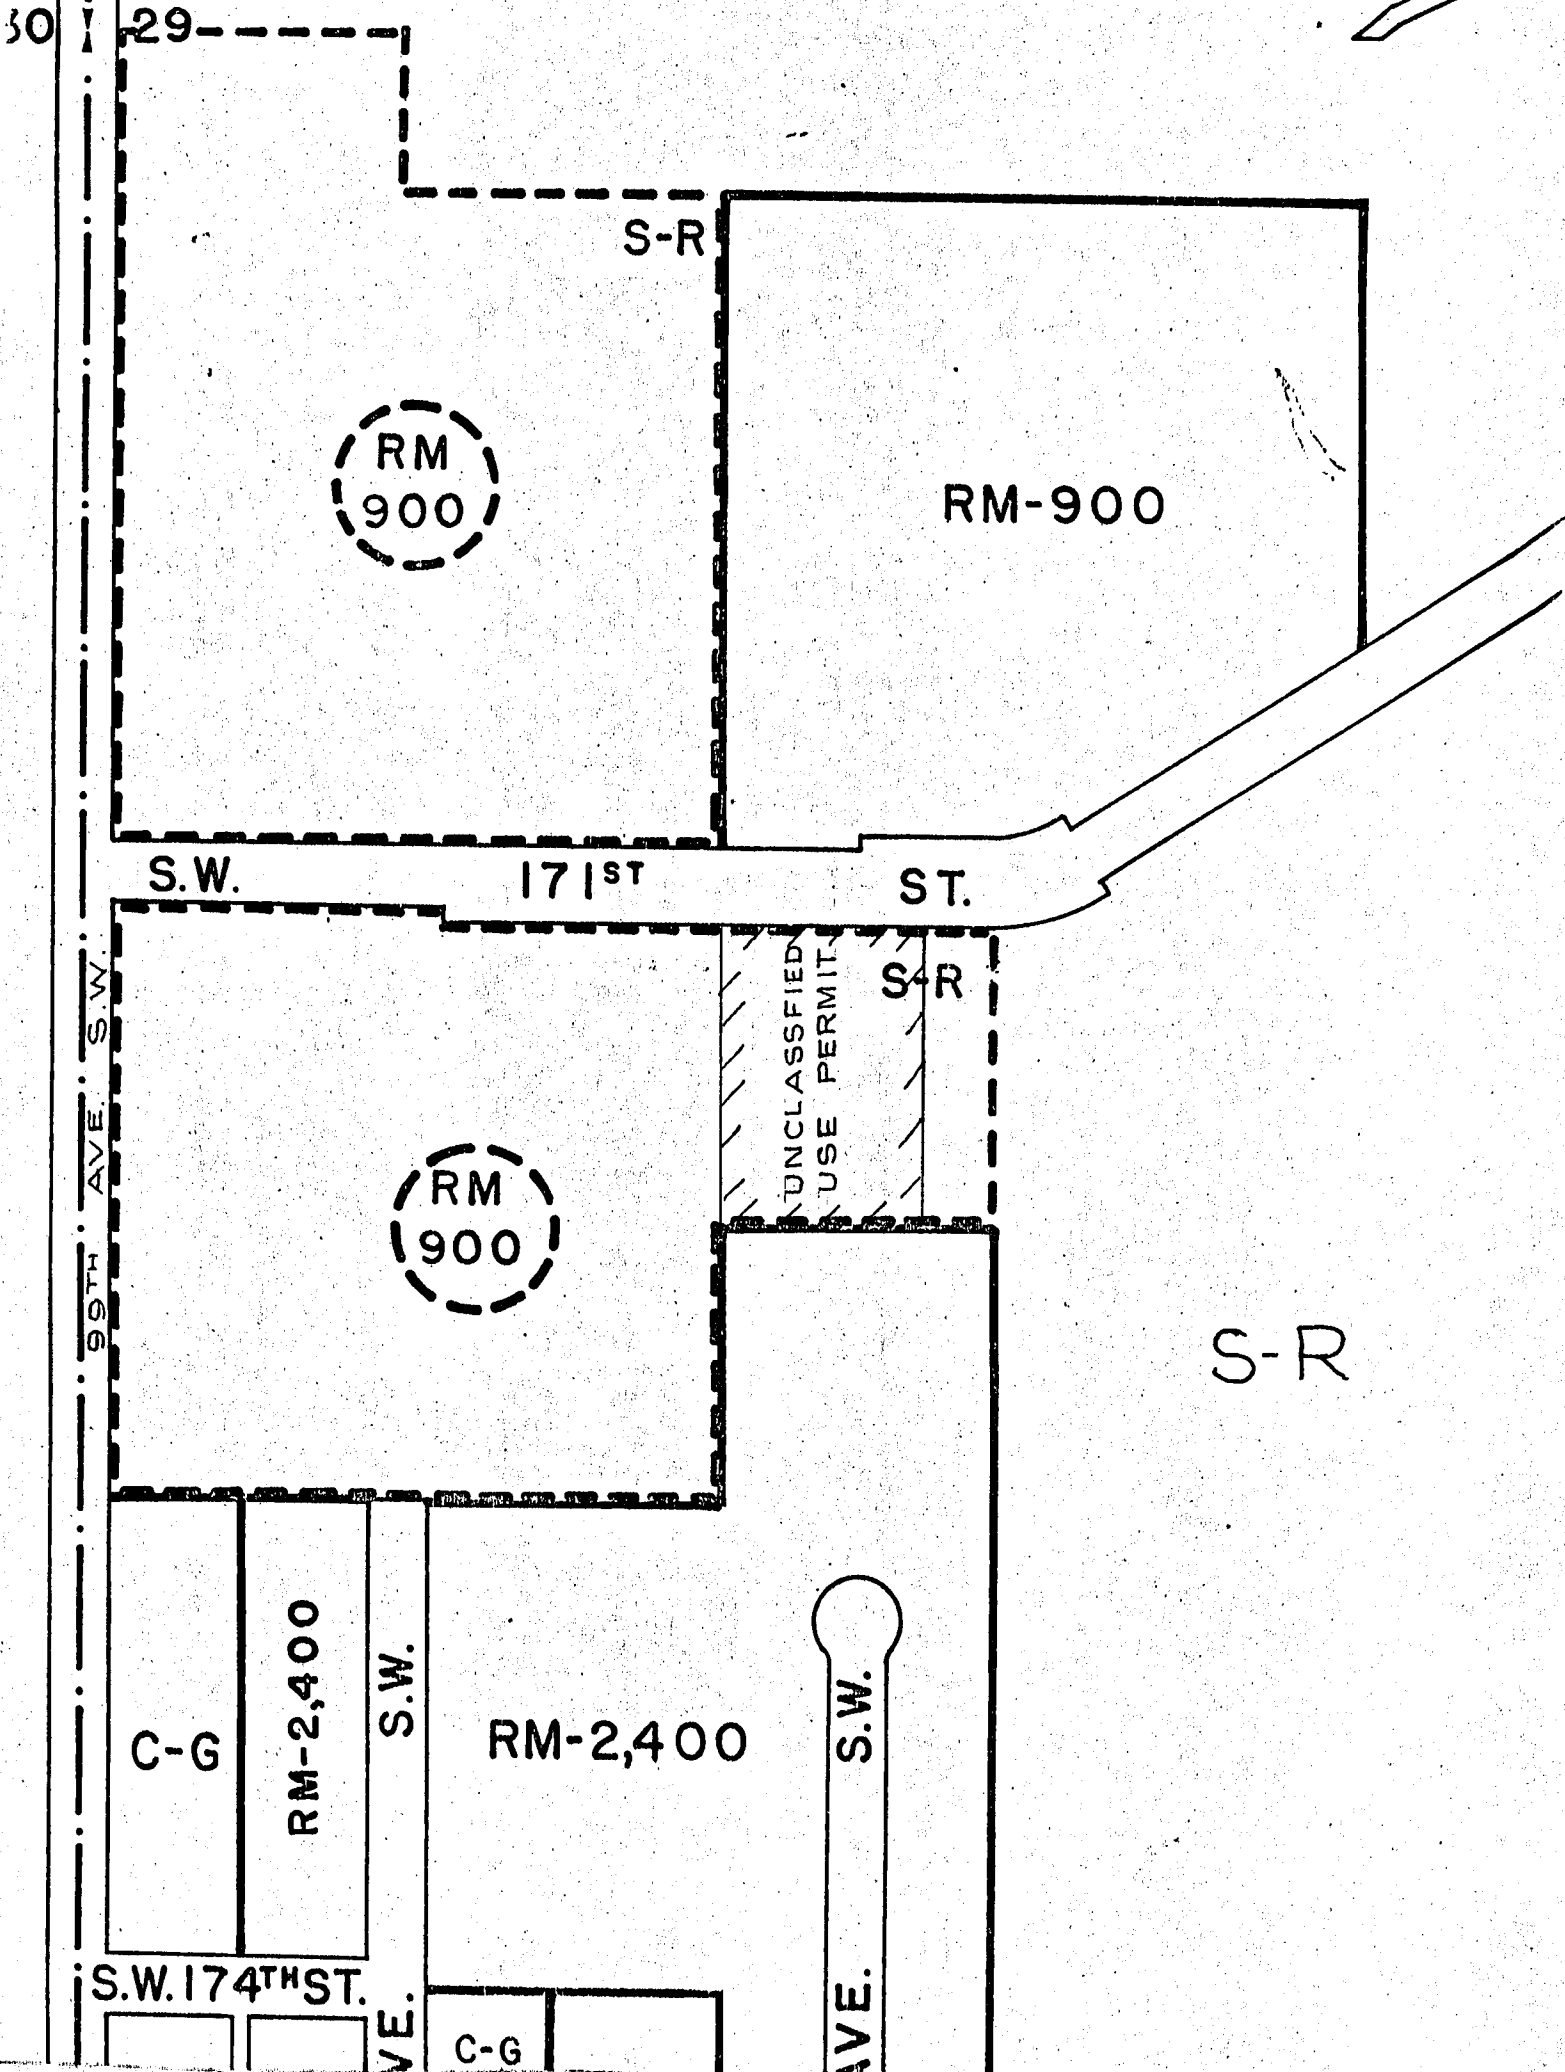 30 29
S-R
RM
900
RM-900
S.W. 171ST ST.
S-R
UNCLASSFIED
USE PERMIT
99TH AVE. S.W.
RM
900
S-R
C-G
RM-2,400
S.W.
RM-2,400
S.W.
S.W. 174TH ST.
AVE.
C-G